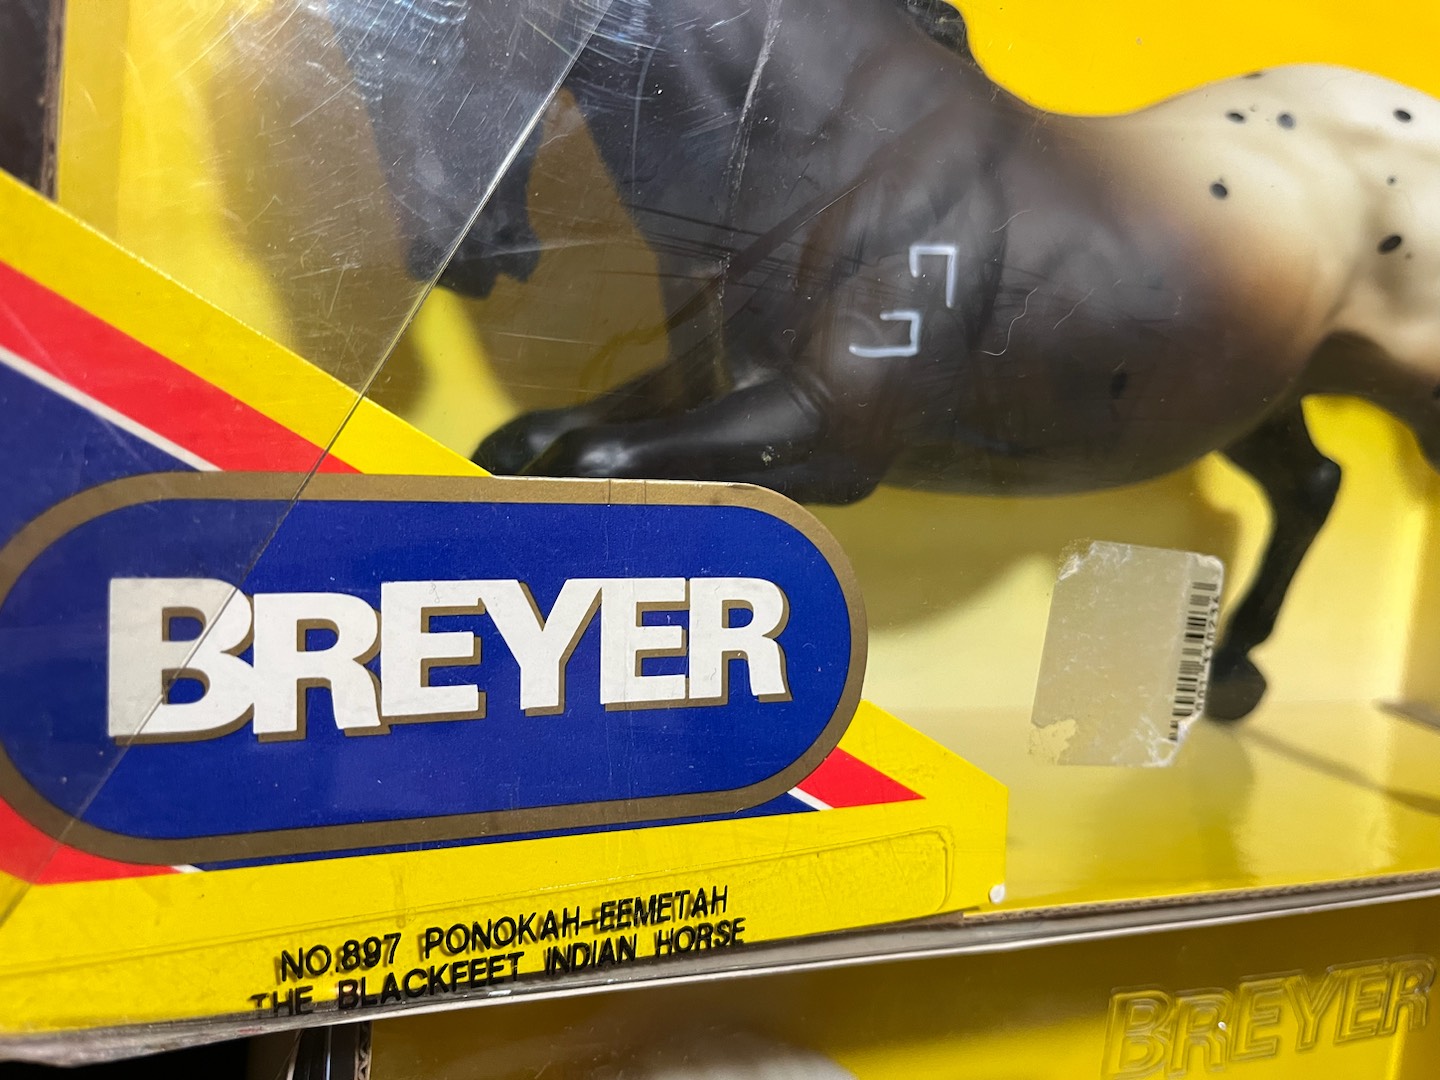 BREYER
NO.897 PONOKAH-EEMETAH
THE BLACKFEET INDIAN HORSE
BREYER